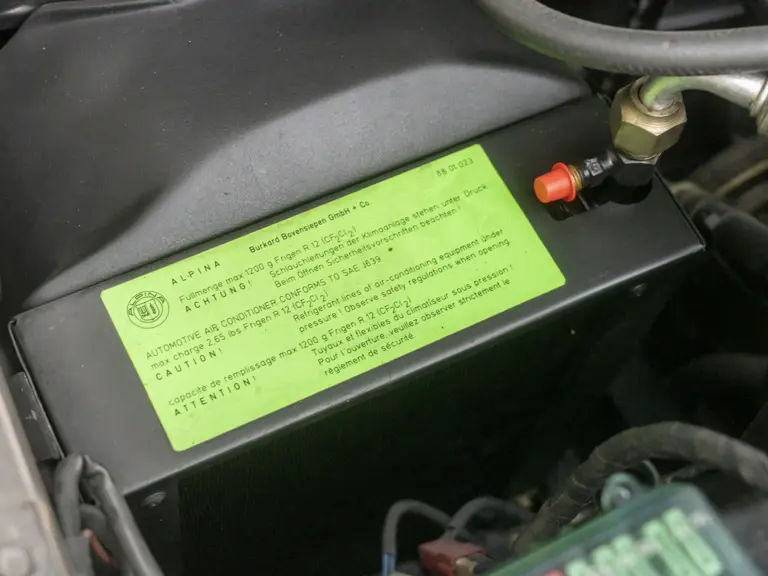 ALPINA
ALPINA Burkard Bovensiepen GmbH + Co 88.01.023
Füllmenge max 1200 g Frigen R 12 (CF₂Cl₂)
ACHTUNG! Schlauchleitungen der Klimaanlage stehen unter Druck
Beim Öffnen Sicherheitsvorschriften beachten!
AUTOMOTIVE AIR CONDITIONER CONFORMS TO SAE J639 *
max charge 2.65 lbs Frigen R 12 (CF₂Cl₂)
CAUTION! Refrigerant lines of air-conditioning equipment under
pressure! Observe safety regulations when opening.
capacité de remplissage max 1200 g Frigen R 12 (CF₂Cl₂)
ATTENTION! Tuyaux et flexibles du climatiseur sous pression!
Pour l'ouverture, veuillez observer strictement le
règlement de sécurité.